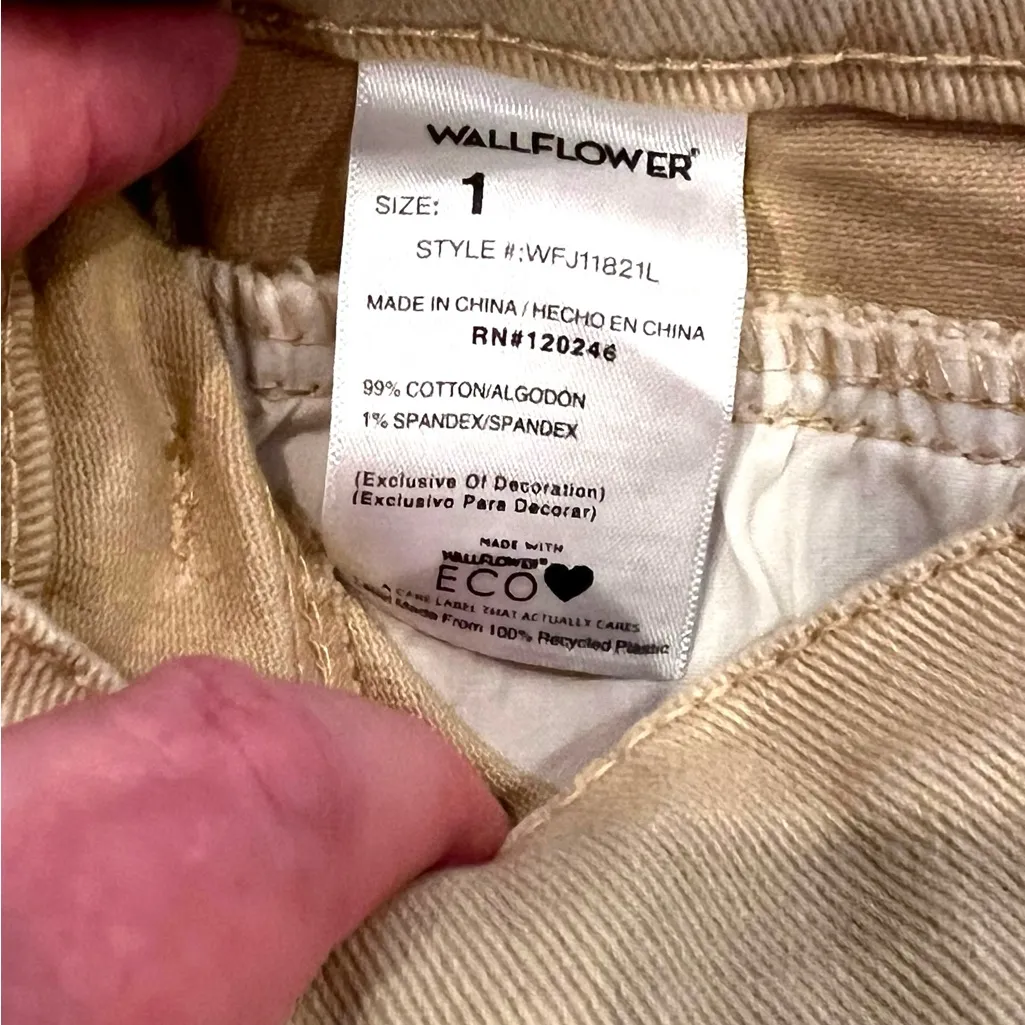 WALLFLOWER®
SIZE: 1
STYLE #:WFJ11821L
MADE IN CHINA / HECHO EN CHINA
RN#120246
99% COTTON/ALGODÓN
1% SPANDEX/SPANDEX
(Exclusive Of Decoration)
(Exclusivo Para Decorar)
MADE WITH
WALLFLOWER®
ECO♥
A CARE LABEL THAT ACTUALLY CARES
Made From 100% Recycled Plastic